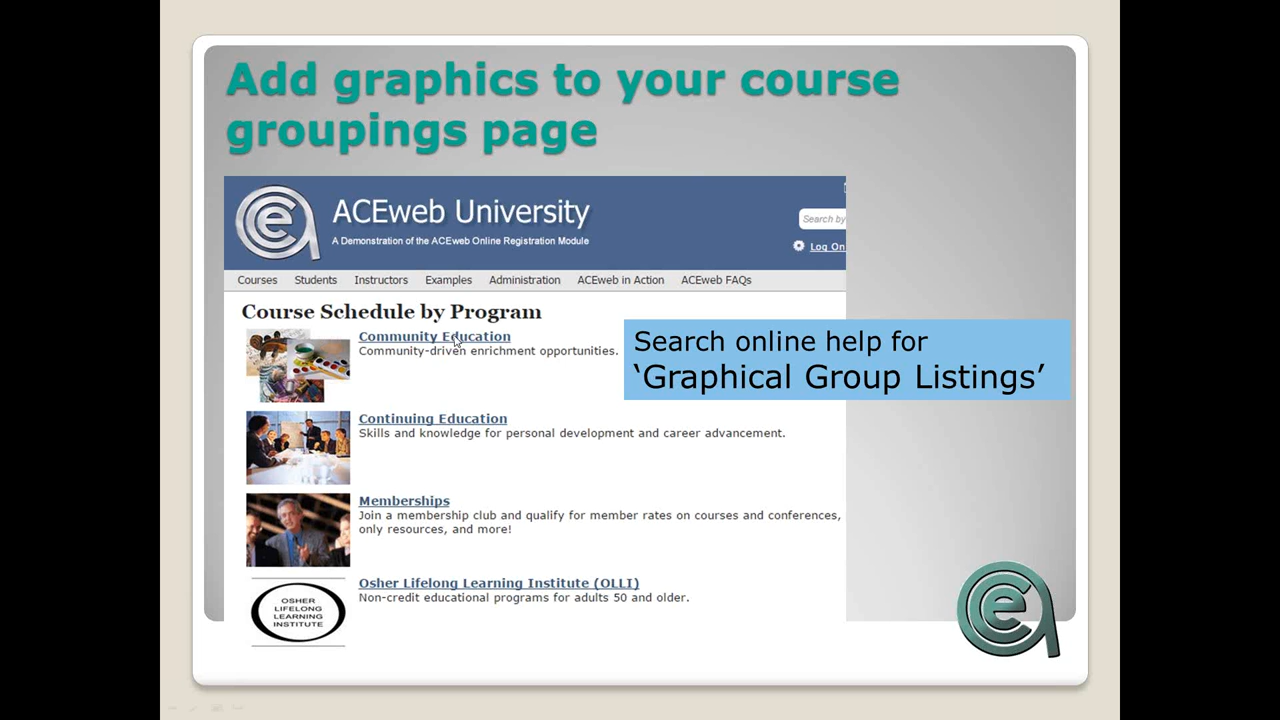 Add graphics to your course
groupings page
ACEweb University
A Demonstration of the ACEweb Online Registration Module
Search by
Log On
Courses Students Instructors Examples Administration ACEweb in Action ACEweb FAQs
Course Schedule by Program
Community Education
Community-driven enrichment opportunities.
Search online help for
‘Graphical Group Listings’
Continuing Education
Skills and knowledge for personal development and career advancement.
Memberships
Join a membership club and qualify for member rates on courses and conferences,
only resources, and more!
Osher Lifelong Learning Institute (OLLI)
Non-credit educational programs for adults 50 and older.
OSHER
LIFELONG
LEARNING
INSTITUTE